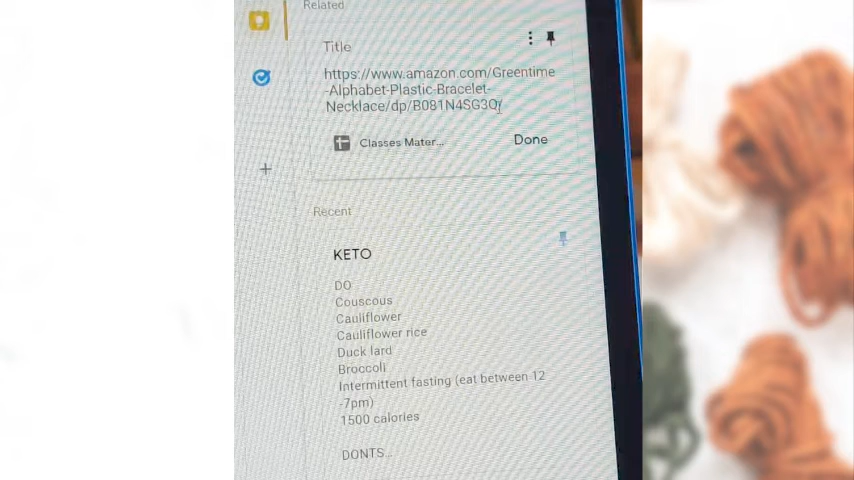 Related
Title
https://www.amazon.com/Greentime
-Alphabet-Plastic-Bracelet-
Necklace/dp/B081N4SG3Q/
Classes Mater...
Done
Recent
KETO
DO
Couscous
Cauliflower
Cauliflower rice
Duck lard
Broccoli
Intermittent fasting (eat between 12
-7pm)
1500 calories
DONTS...